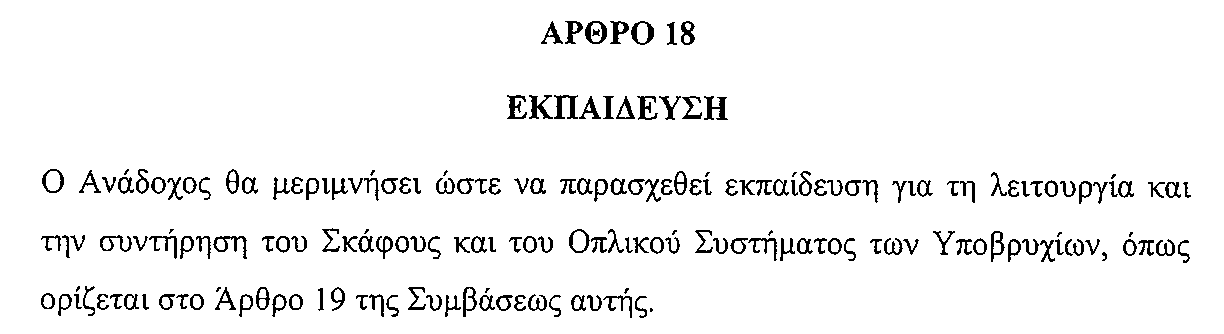 ΑΡΘΡΟ 18
ΕΚΠΑΙΔΕΥΣΗ
Ο Ανάδοχος θα μεριμνήσει ώστε να παρασχεθεί εκπαίδευση για τη λειτουργία και
την συντήρηση του Σκάφους και του Οπλικού Συστήματος των Υποβρυχίων, όπως
ορίζεται στο Άρθρο 19 της Συμβάσεως αυτής.